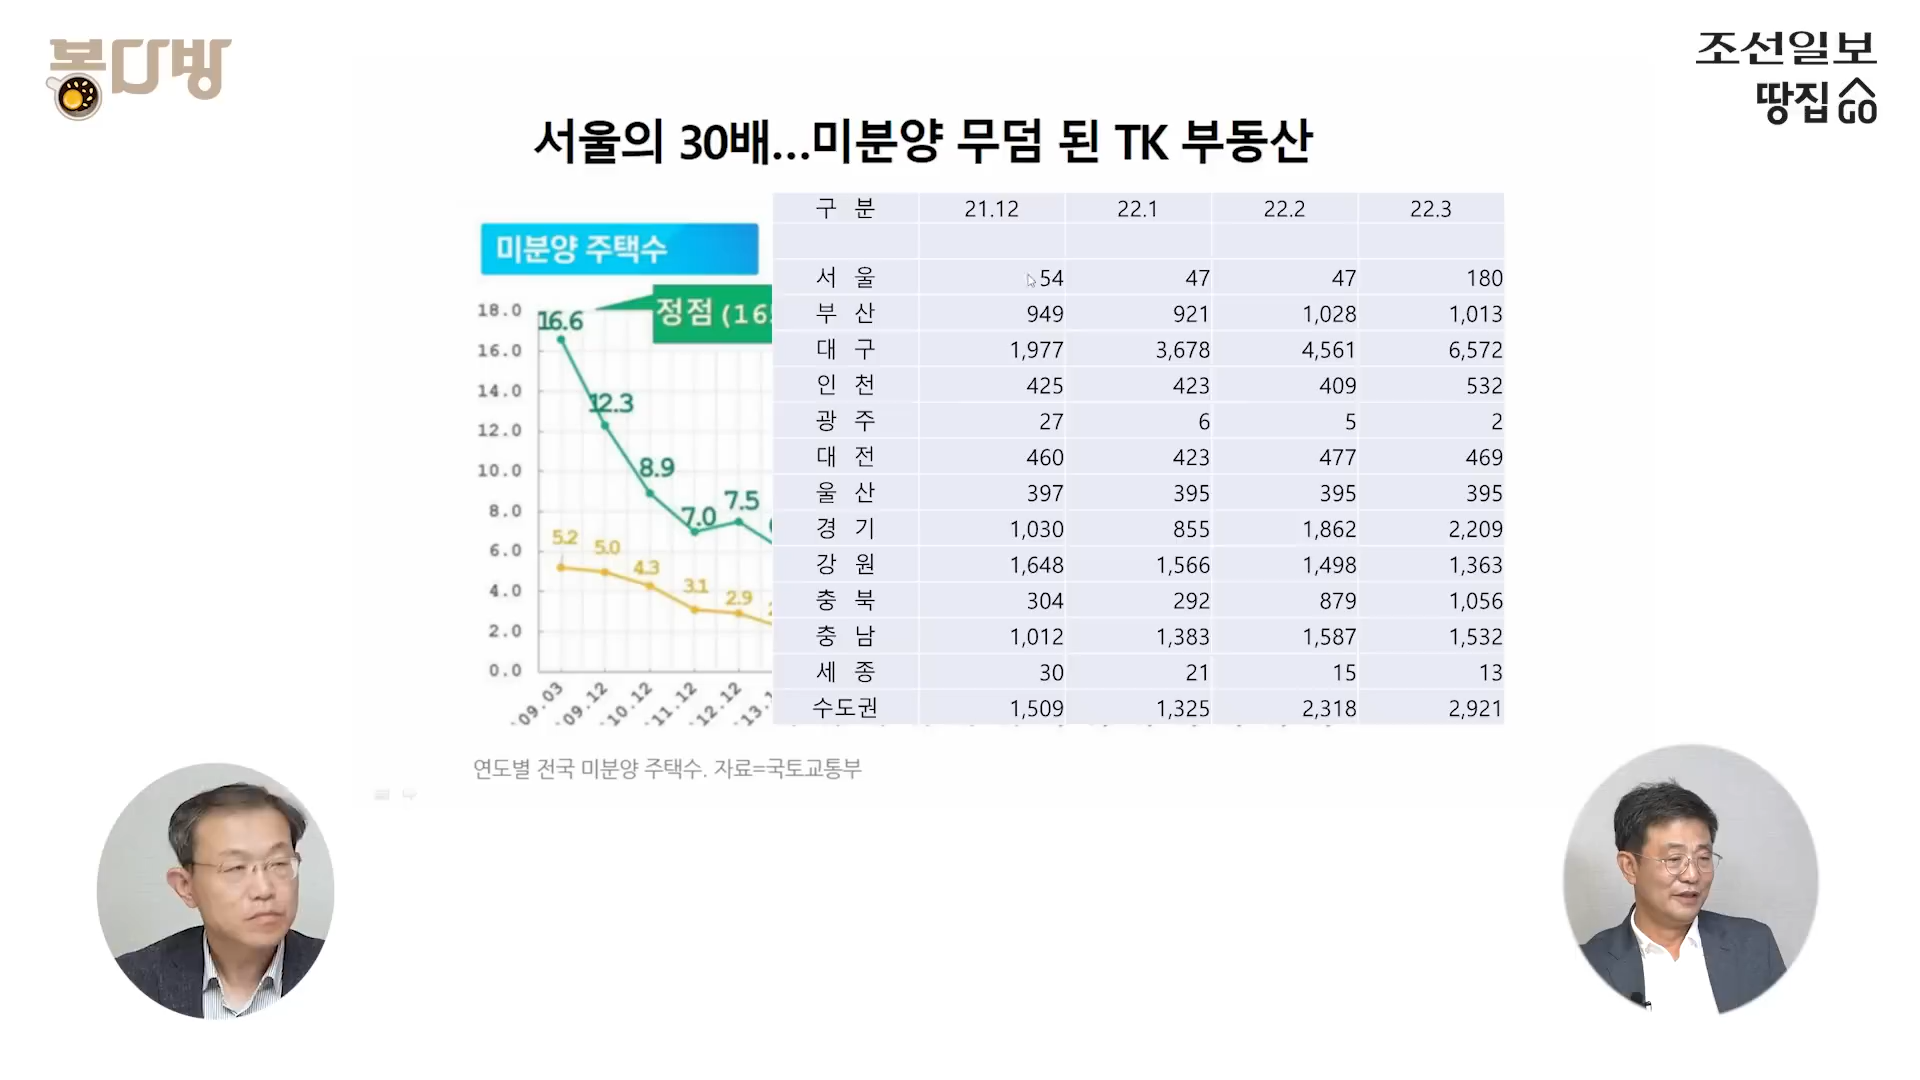 봉다방
조선일보
땅집GO
서울의 30배...미분양 무덤 된 TK 부동산
미분양 주택수
정점 (16
18.0
16.0
14.0
12.0
10.0
8.0
6.0
4.0
2.0
0.0
16.6
12.3
8.9
7.0
7.5
5.2
5.0
4.3
3.1
2.9
'09.03
'09.12
'10.12
'11.12
'12.12
'13.1
구 분 21.12 22.1 22.2 22.3
서 울 54 47 47 180
부 산 949 921 1,028 1,013
대 구 1,977 3,678 4,561 6,572
인 천 425 423 409 532
광 주 27 6 5 2
대 전 460 423 477 469
울 산 397 395 395 395
경 기 1,030 855 1,862 2,209
강 원 1,648 1,566 1,498 1,363
충 북 304 292 879 1,056
충 남 1,012 1,383 1,587 1,532
세 종 30 21 15 13
수도권 1,509 1,325 2,318 2,921
연도별 전국 미분양 주택수. 자료=국토교통부